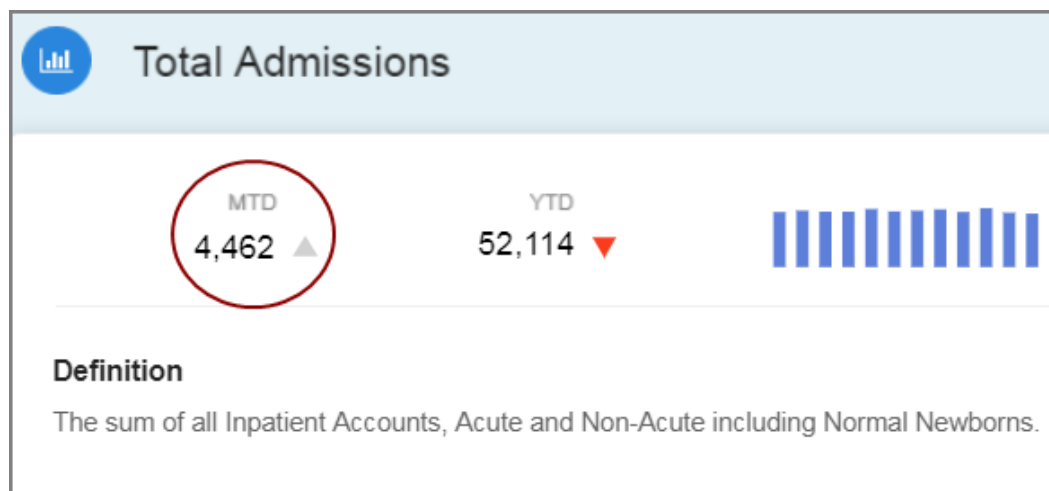 Total Admissions
MTD YTD
4,462 52,114
Definition
The sum of all Inpatient Accounts, Acute and Non-Acute including Normal Newborns.